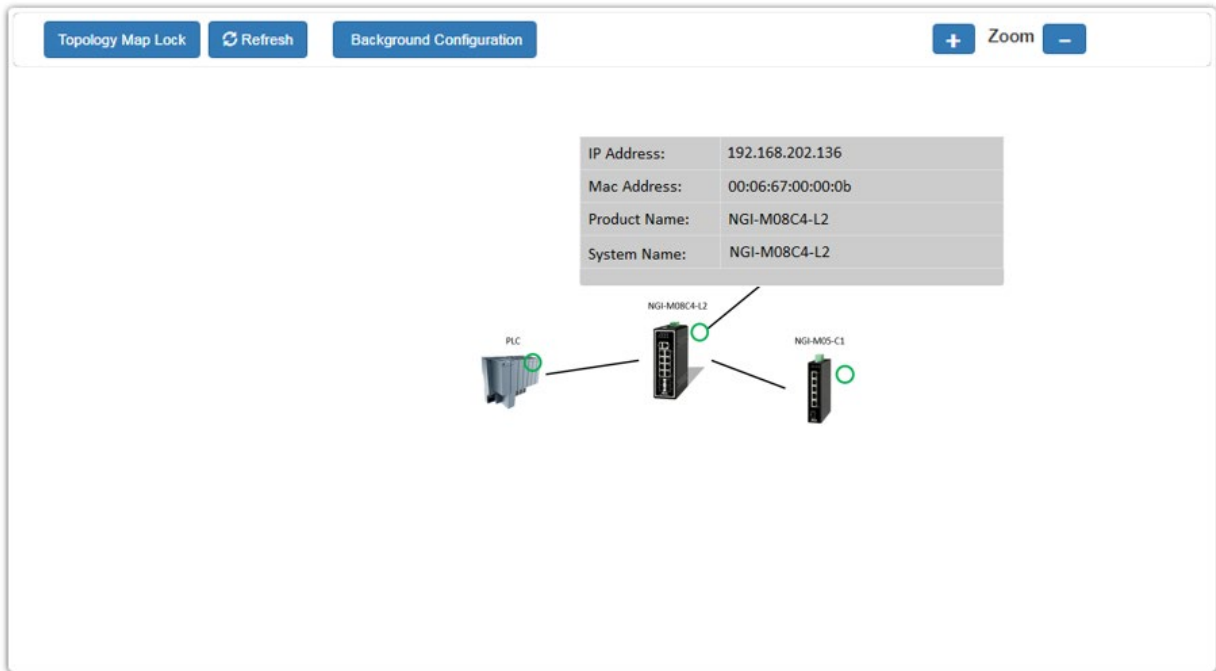 Topology Map Lock Refresh Background Configuration + Zoom −
IP Address: 192.168.202.136
Mac Address: 00:06:67:00:00:0b
Product Name: NGI-M08C4-L2
System Name: NGI-M08C4-L2
NGI-M08C4-L2
PLC
NGI-M05-C1